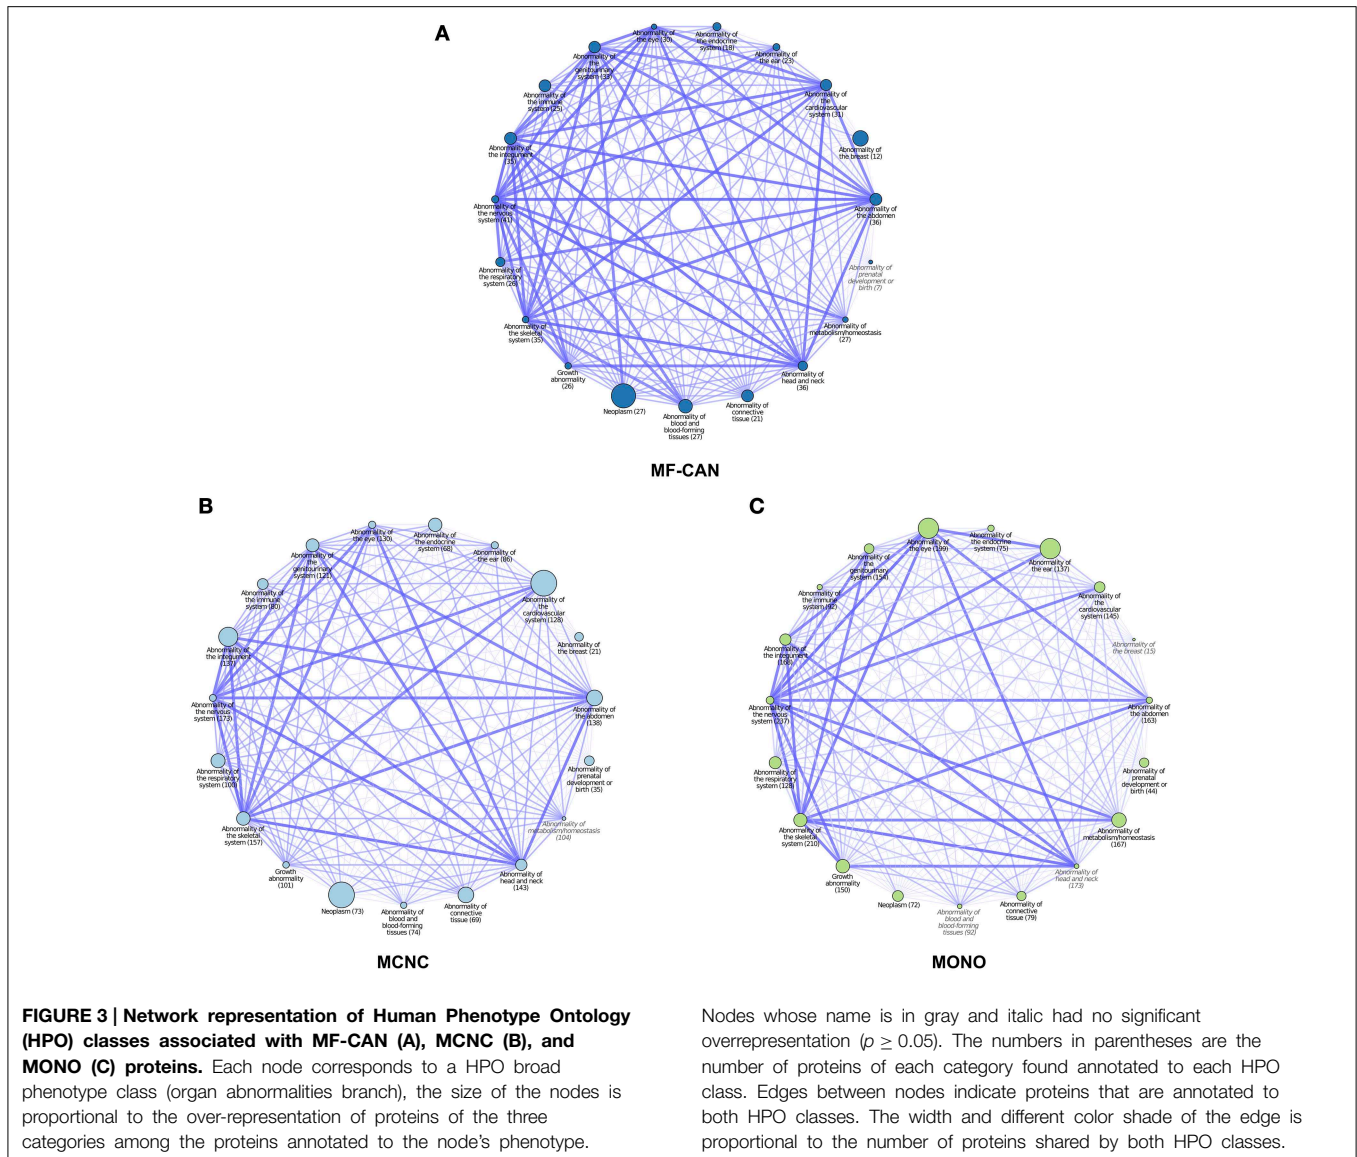 A
Abnormality of
the eye (30)
Abnormality of
the endocrine
system (18)
Abnormality of
the ear (23)
Abnormality of
the
genitourinary
system (33)
Abnormality of
the
cardiovascular
system (31)
Abnormality of
the immune
system (25)
Abnormality of
the breast (12)
Abnormality of
the integument
(35)
Abnormality of
the nervous
system (41)
Abnormality of
the abdomen
(36)
Abnormality of
the respiratory
system (26)
Abnormality of
prenatal
development or
birth (7)
Abnormality of
the skeletal
system (35)
Abnormality of
metabolism/homeostasis
(27)
Growth
abnormality
(26)
Abnormality of
head and neck
(36)
Neoplasm (27)
Abnormality of
blood and
blood-forming
tissues (27)
Abnormality of
connective
tissue (21)
MF-CAN
B
Abnormality of
the eye (130)
Abnormality of
the endocrine
system (68)
Abnormality of
the ear (86)
Abnormality of
the
genitourinary
system (121)
Abnormality of
the
cardiovascular
system (128)
Abnormality of
the immune
system (80)
Abnormality of
the breast (21)
Abnormality of
the integument
(137)
Abnormality of
the nervous
system (173)
Abnormality of
the abdomen
(138)
Abnormality of
the respiratory
system (100)
Abnormality of
prenatal
development or
birth (35)
Abnormality of
the skeletal
system (157)
Abnormality of
metabolism/homeostasis
(104)
Growth
abnormality
(101)
Abnormality of
head and neck
(143)
Neoplasm (73)
Abnormality of
blood and
blood-forming
tissues (74)
Abnormality of
connective
tissue (69)
MCNC
C
Abnormality of
the eye (199)
Abnormality of
the endocrine
system (75)
Abnormality of
the ear (137)
Abnormality of
the
genitourinary
system (154)
Abnormality of
the
cardiovascular
system (145)
Abnormality of
the immune
system (92)
Abnormality of
the breast (15)
Abnormality of
the integument
(168)
Abnormality of
the nervous
system (237)
Abnormality of
the abdomen
(163)
Abnormality of
the respiratory
system (128)
Abnormality of
prenatal
development or
birth (44)
Abnormality of
the skeletal
system (210)
Abnormality of
metabolism/homeostasis
(167)
Growth
abnormality
(150)
Abnormality of
head and neck
(173)
Neoplasm (72)
Abnormality of
blood and
blood-forming
tissues (92)
Abnormality of
connective
tissue (79)
MONO
FIGURE 3 | Network representation of Human Phenotype Ontology
(HPO) classes associated with MF-CAN (A), MCNC (B), and
MONO (C) proteins. Each node corresponds to a HPO broad
phenotype class (organ abnormalities branch), the size of the nodes is
proportional to the over-representation of proteins of the three
categories among the proteins annotated to the node's phenotype.
Nodes whose name is in gray and italic had no significant
overrepresentation (p ≥ 0.05). The numbers in parentheses are the
number of proteins of each category found annotated to each HPO
class. Edges between nodes indicate proteins that are annotated to
both HPO classes. The width and different color shade of the edge is
proportional to the number of proteins shared by both HPO classes.